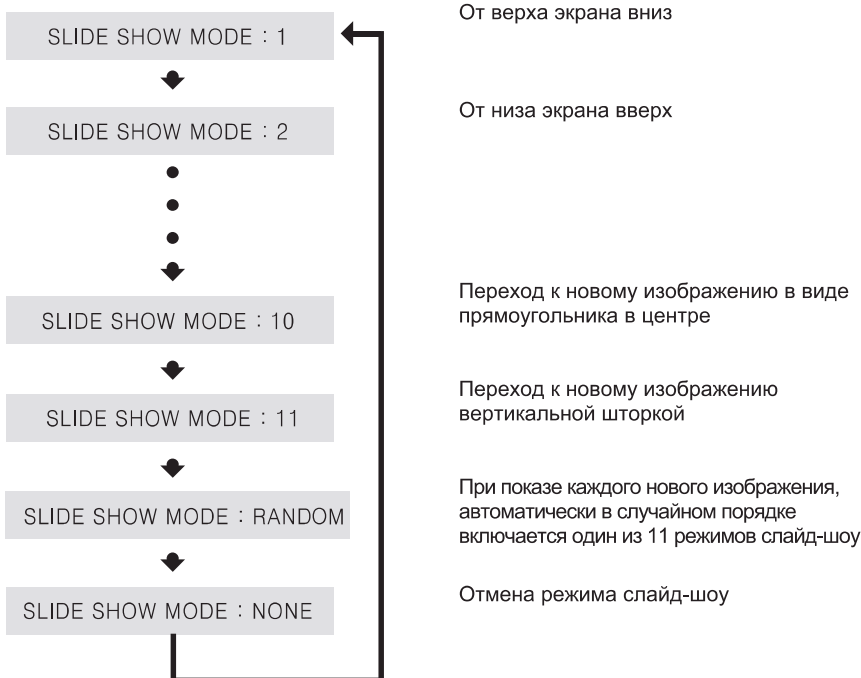 SLIDE SHOW MODE : 1
От верха экрана вниз
SLIDE SHOW MODE : 2
От низа экрана вверх
SLIDE SHOW MODE : 10
Переход к новому изображению в виде
прямоугольника в центре
SLIDE SHOW MODE : 11
Переход к новому изображению
вертикальной шторкой
SLIDE SHOW MODE : RANDOM
При показе каждого нового изображения,
автоматически в случайном порядке
включается один из 11 режимов слайд-шоу
SLIDE SHOW MODE : NONE
Отмена режима слайд-шоу